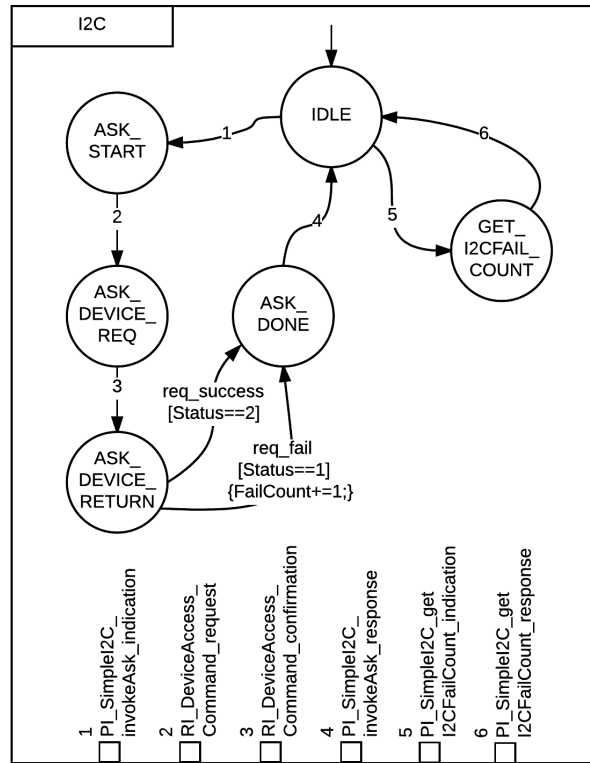 I2C
IDLE
ASK_
START
1
6
2
4
5
GET_
I2CFAIL_
COUNT
ASK_
DEVICE_
REQ
ASK_
DONE
3
req_success
[Status==2]
req_fail
[Status==1]
{FailCount+=1;}
ASK_
DEVICE_
RETURN
1
PI_SimpleI2C_
invokeAsk_indication
2
RI_DeviceAccess_
Command_request
3
RI_DeviceAccess_
Command_confirmation
4
PI_SimpleI2C_
invokeAsk_response
5
PI_SimpleI2C_get
I2CFailCount_indication
6
PI_SimpleI2C_get
I2CFailCount_response